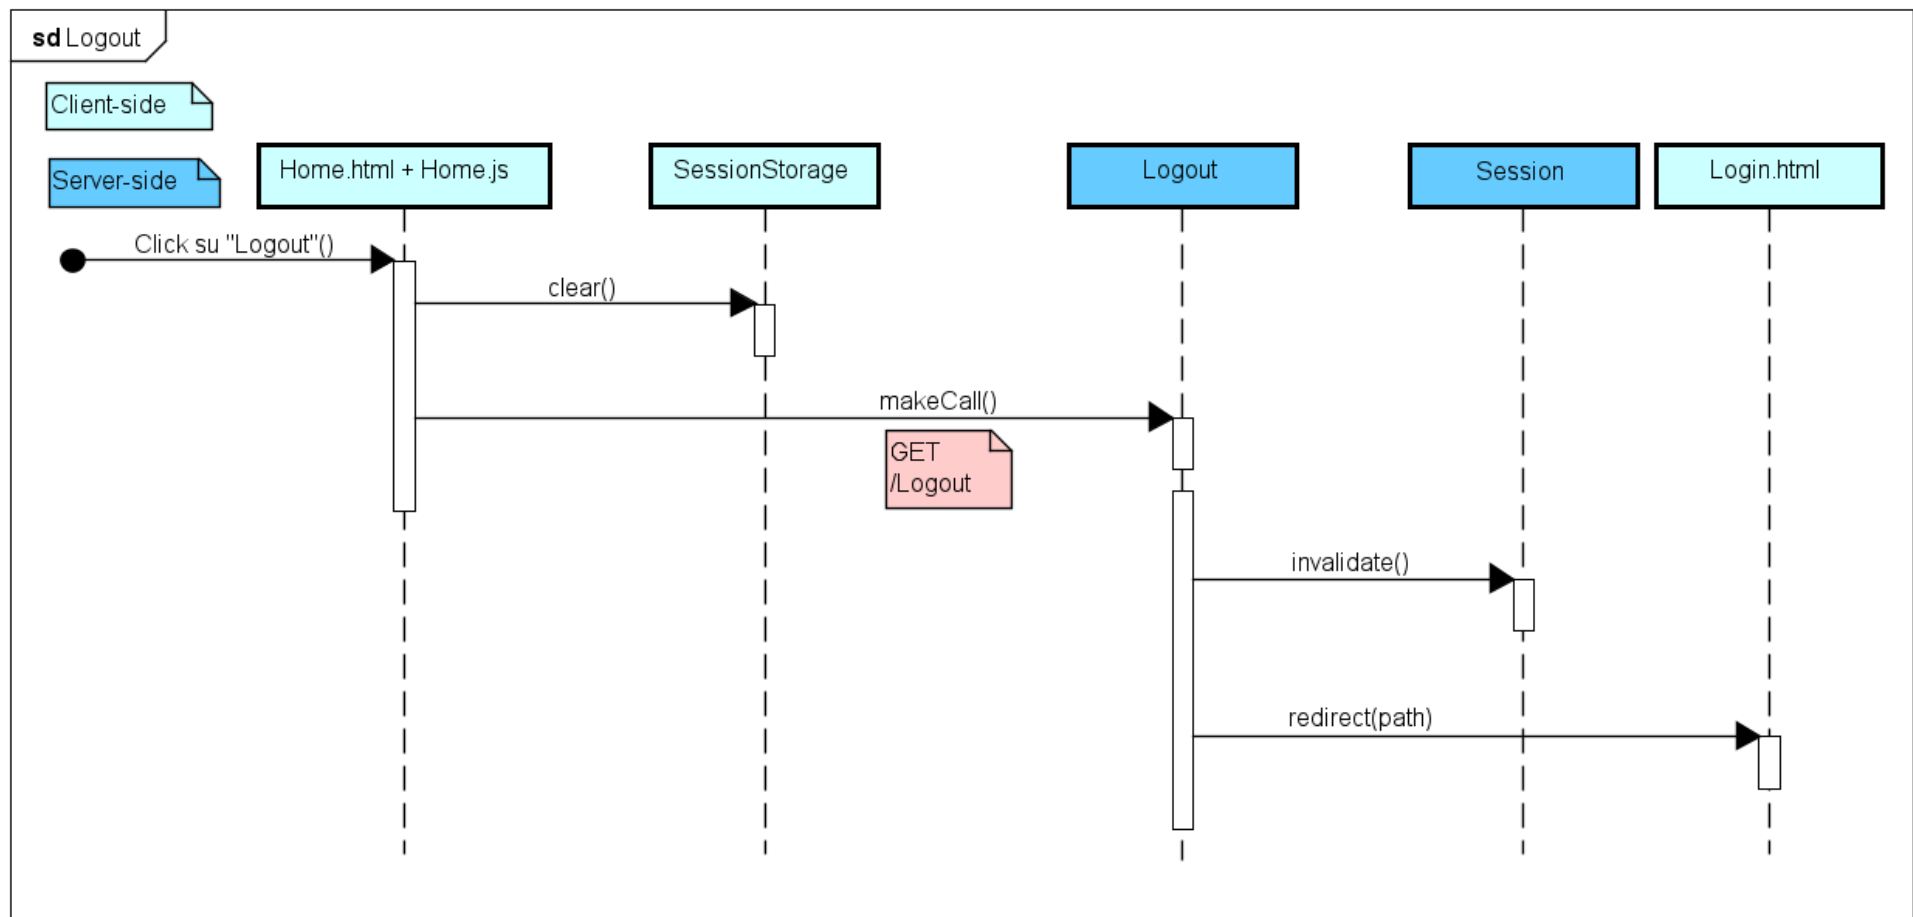 sd Logout
Client-side
Server-side
Home.html + Home.js
SessionStorage
Logout
Session
Login.html
Click su "Logout"()
clear()
makeCall()
GET
/Logout
invalidate()
redirect(path)